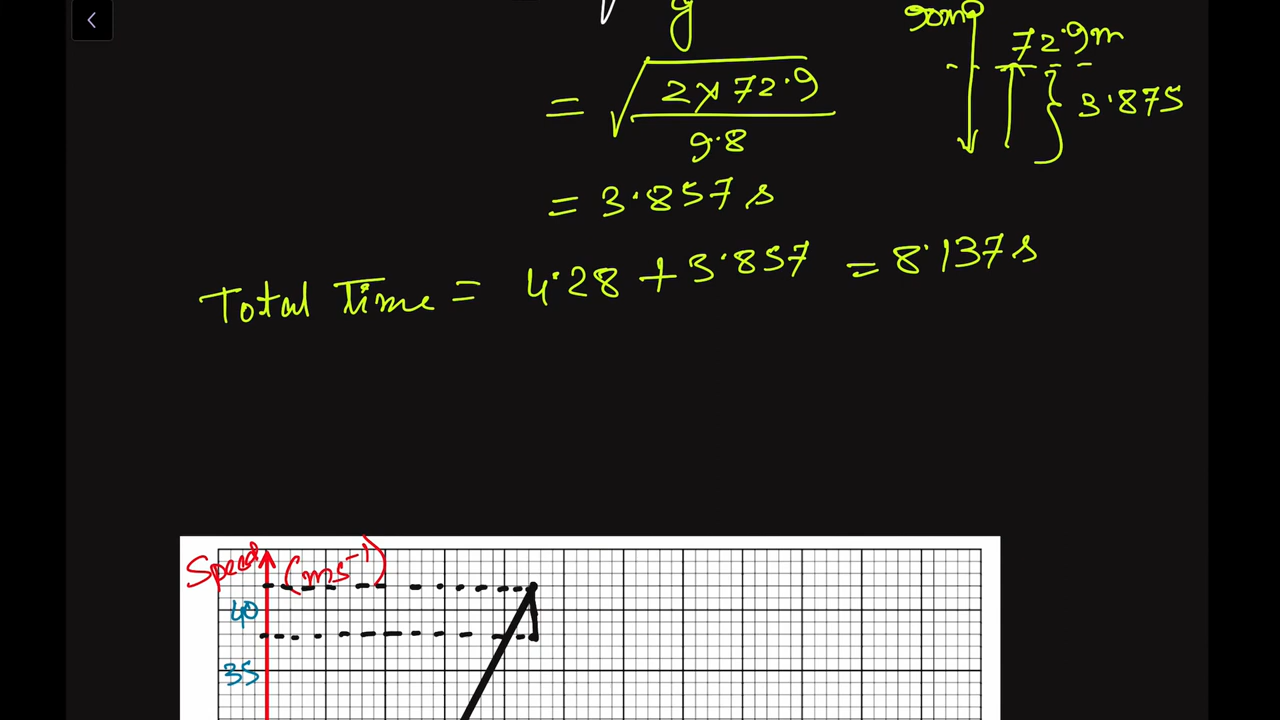 g
90m
72.9m
= √(2×72.9/9.8)
3.875
= 3.857 s
Total Time = 4.28 + 3.857 = 8.137 s
Speed (ms⁻¹)
40
35